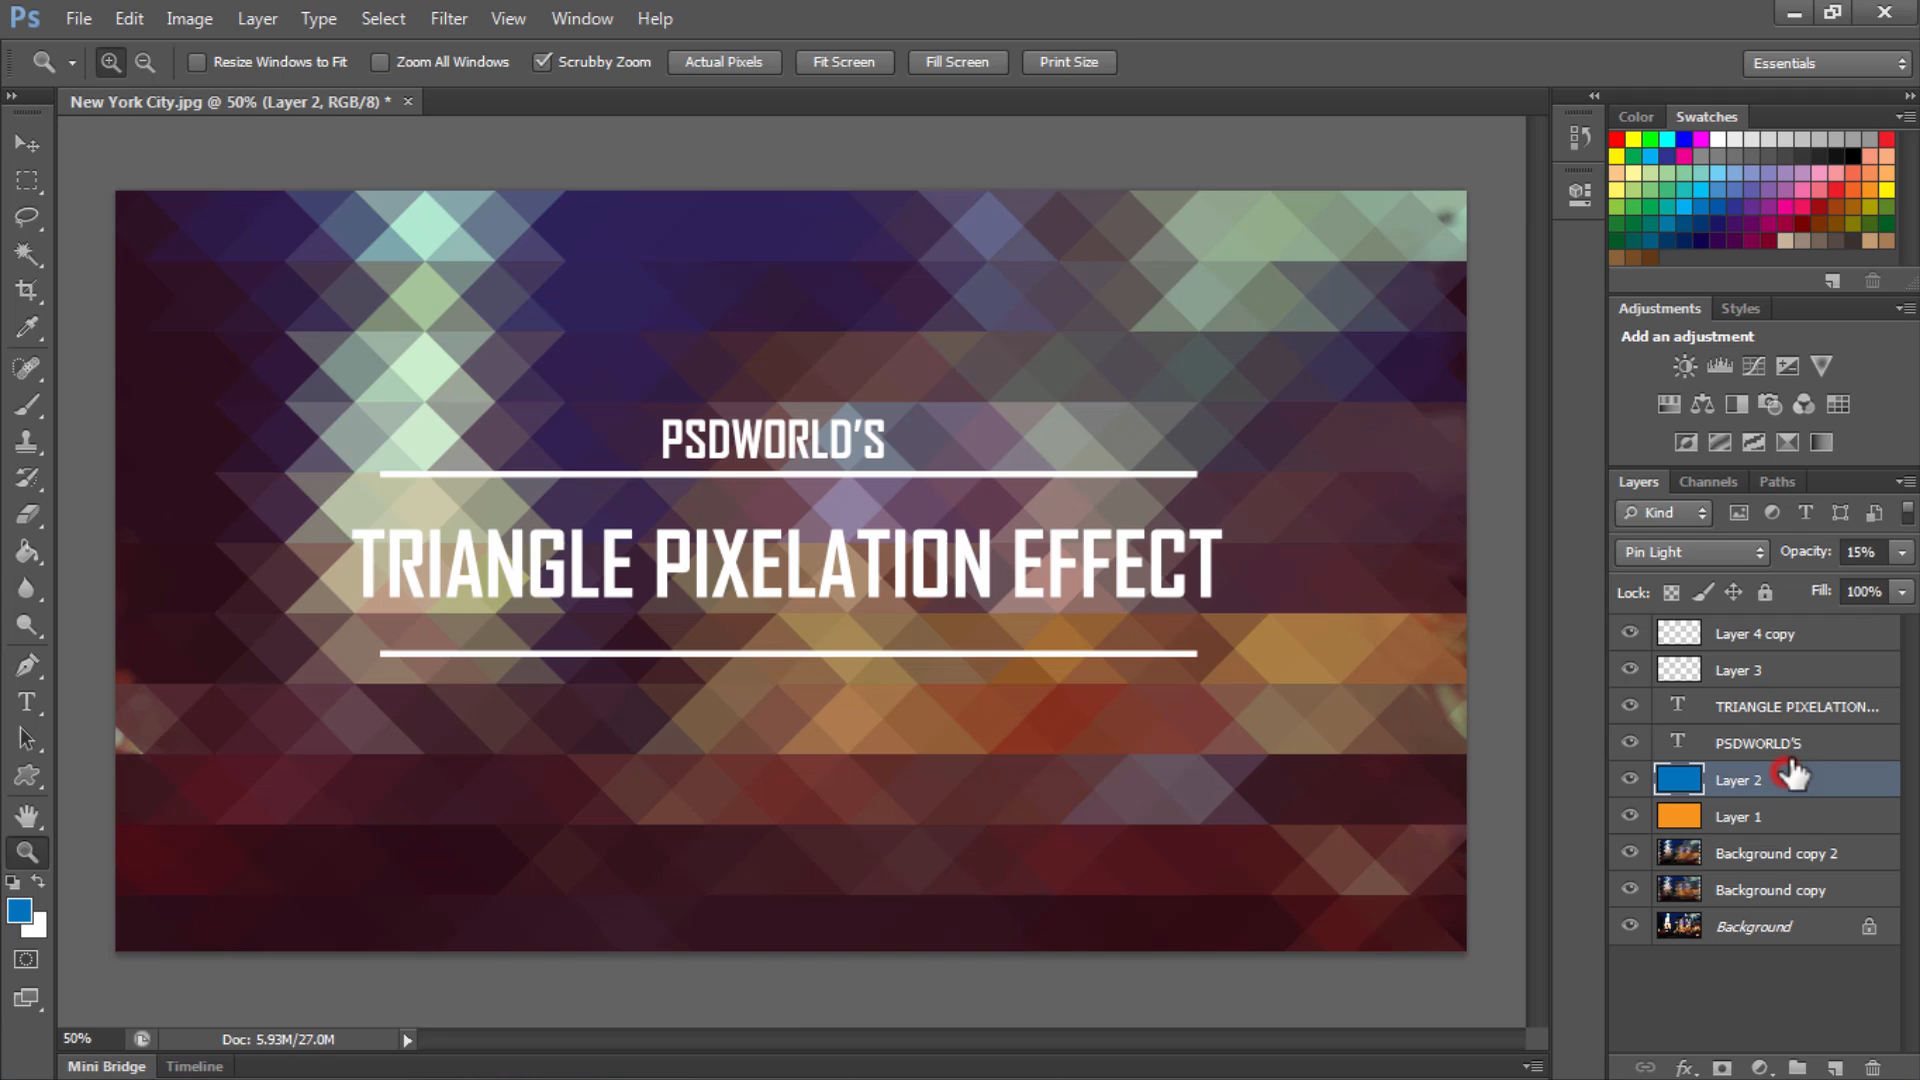 Ps File Edit Image Layer Type Select Filter View Window Help
Resize Windows to Fit Zoom All Windows Scrubby Zoom Actual Pixels Fit Screen Fill Screen Print Size Essentials
New York City.jpg @ 50% (Layer 2, RGB/8) *
Color Swatches
Adjustments Styles
Add an adjustment
Layers Channels Paths
Kind
Pin Light Opacity: 15%
Lock: Fill: 100%
Layer 4 copy
Layer 3
T TRIANGLE PIXELATION...
T PSDWORLD'S
Layer 2
Layer 1
Background copy 2
Background copy
Background
PSDWORLD'S
TRIANGLE PIXELATION EFFECT
50% Doc: 5.93M/27.0M
Mini Bridge Timeline